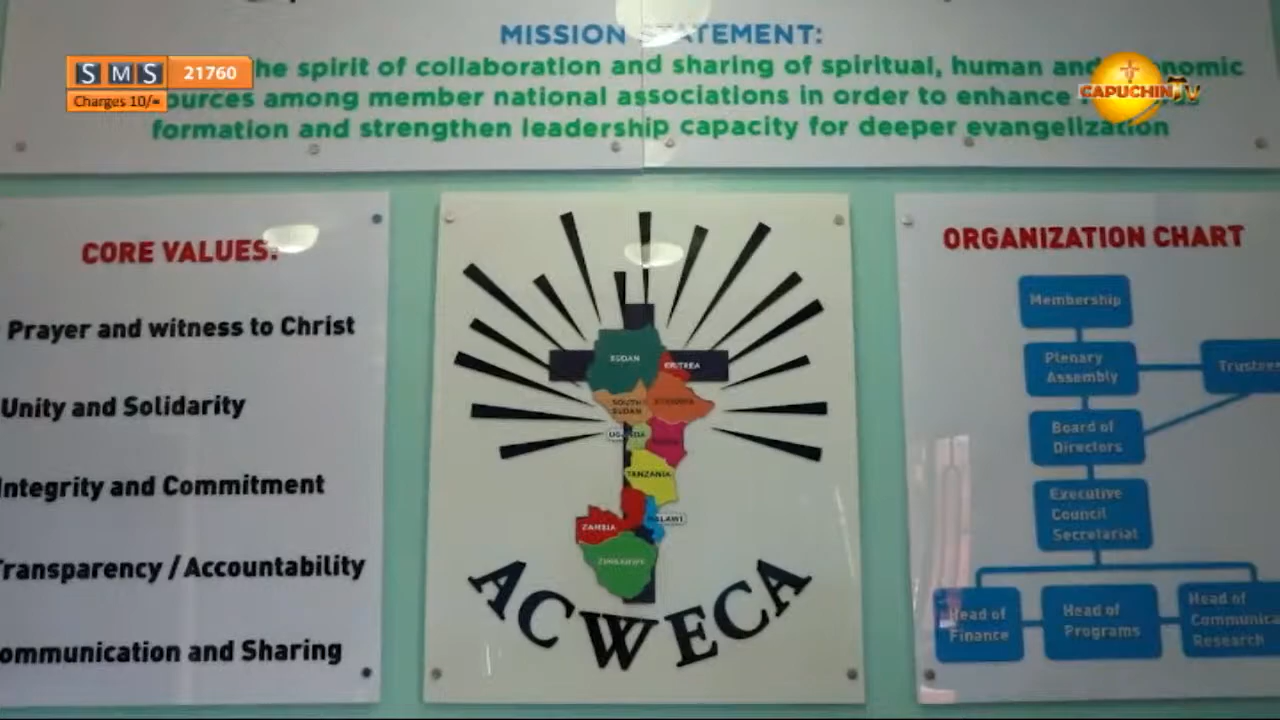 MISSION STATEMENT:
the spirit of collaboration and sharing of spiritual, human and
among member national associations in order to enhance
formation and strengthen leadership capacity for deeper evangelization
SMS 21760
Charges 10/=
CAPUCHIN TV
CORE VALUES:
Prayer and witness to Christ
Unity and Solidarity
Integrity and Commitment
Transparency / Accountability
ommunication and Sharing
SUDAN
ERITREA
SOUTH
SUDAN
ETHIOPIA
UGANDA
TANZANIA
ZAMBIA
MALAWI
ZIMBABWE
ACWECA
ORGANIZATION CHART
Membership
Plenary
Assembly
Trustees
Board of
Directors
Executive
Council
Secretariat
Head of
Finance
Head of
Programs
Head of
Communica
Research